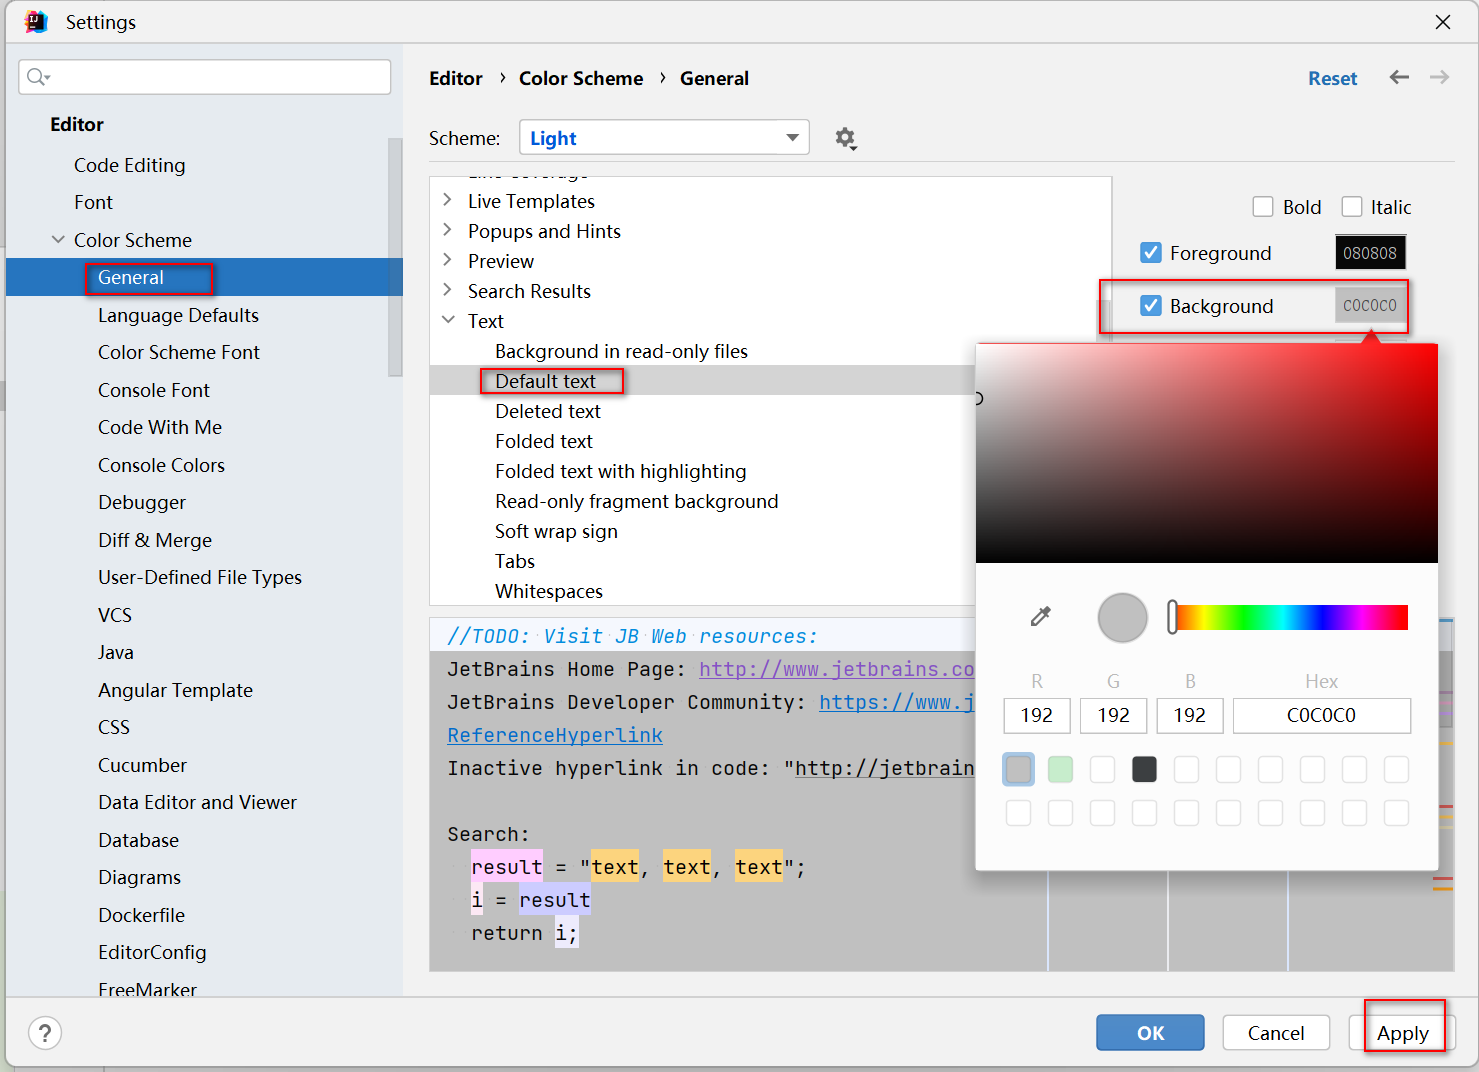 Settings
Editor › Color Scheme › General
Reset
Editor
Code Editing
Font
Color Scheme
General
Language Defaults
Color Scheme Font
Console Font
Code With Me
Console Colors
Debugger
Diff & Merge
User-Defined File Types
VCS
Java
Angular Template
CSS
Cucumber
Data Editor and Viewer
Database
Diagrams
Dockerfile
EditorConfig
FreeMarker
Scheme: Light
Line Coverage
Live Templates
Popups and Hints
Preview
Search Results
Text
Background in read-only files
Default text
Deleted text
Folded text
Folded text with highlighting
Read-only fragment background
Soft wrap sign
Tabs
Whitespaces
Bold Italic
Foreground 080808
Background C0C0C0
R G B Hex
192 192 192 C0C0C0
//TODO: Visit JB Web resources:
JetBrains Home Page: http://www.jetbrains.co
JetBrains Developer Community: https://www.j
ReferenceHyperlink
Inactive hyperlink in code: "http://jetbrain
Search:
result = "text, text, text";
i = result
return i;
? OK Cancel Apply